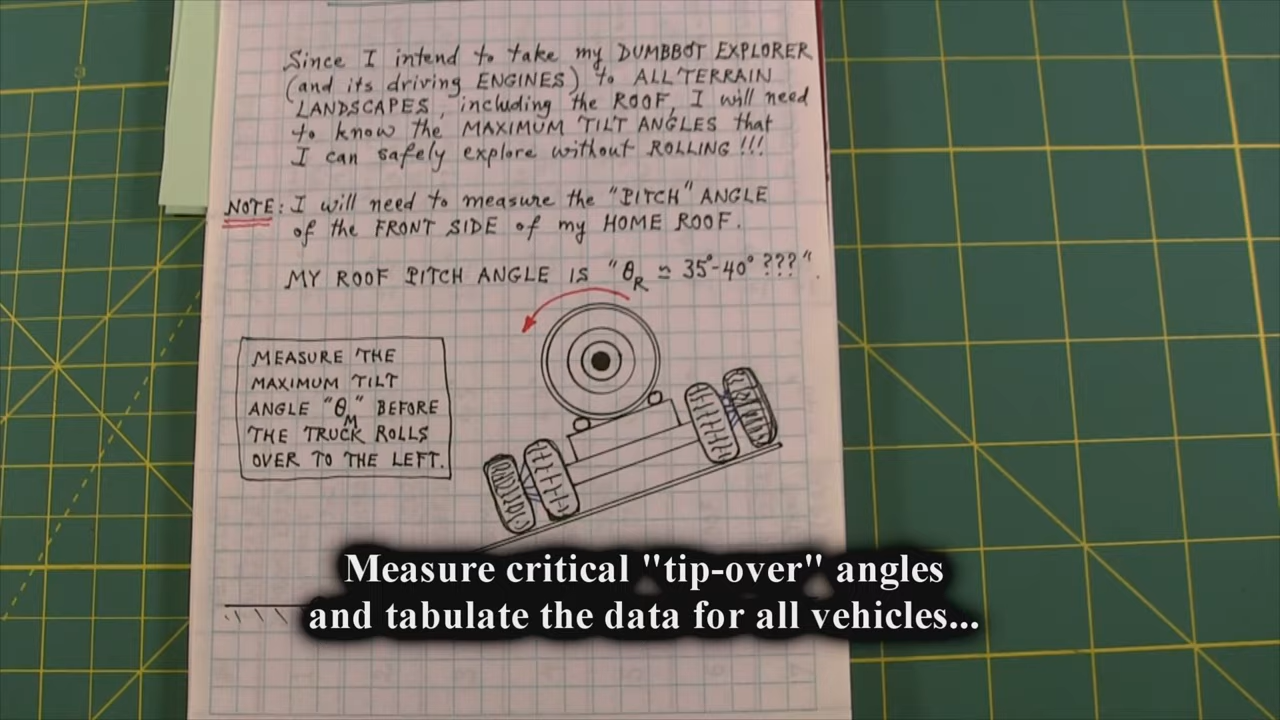 Since I intend to take my DUMBBOT EXPLORER
(and its driving ENGINES) to ALL TERRAIN
LANDSCAPES, including the ROOF, I will need
to know the MAXIMUM TILT ANGLES that
I can safely explore without ROLLING!!!
NOTE: I will need to measure the "PITCH" ANGLE
of the FRONT SIDE of my HOME ROOF.
MY ROOF PITCH ANGLE IS "θR ≃ 35°-40° ???".
MEASURE THE
MAXIMUM TILT
ANGLE "θM" BEFORE
THE TRUCK ROLLS
OVER TO THE LEFT.
Measure critical "tip-over" angles
and tabulate the data for all vehicles...